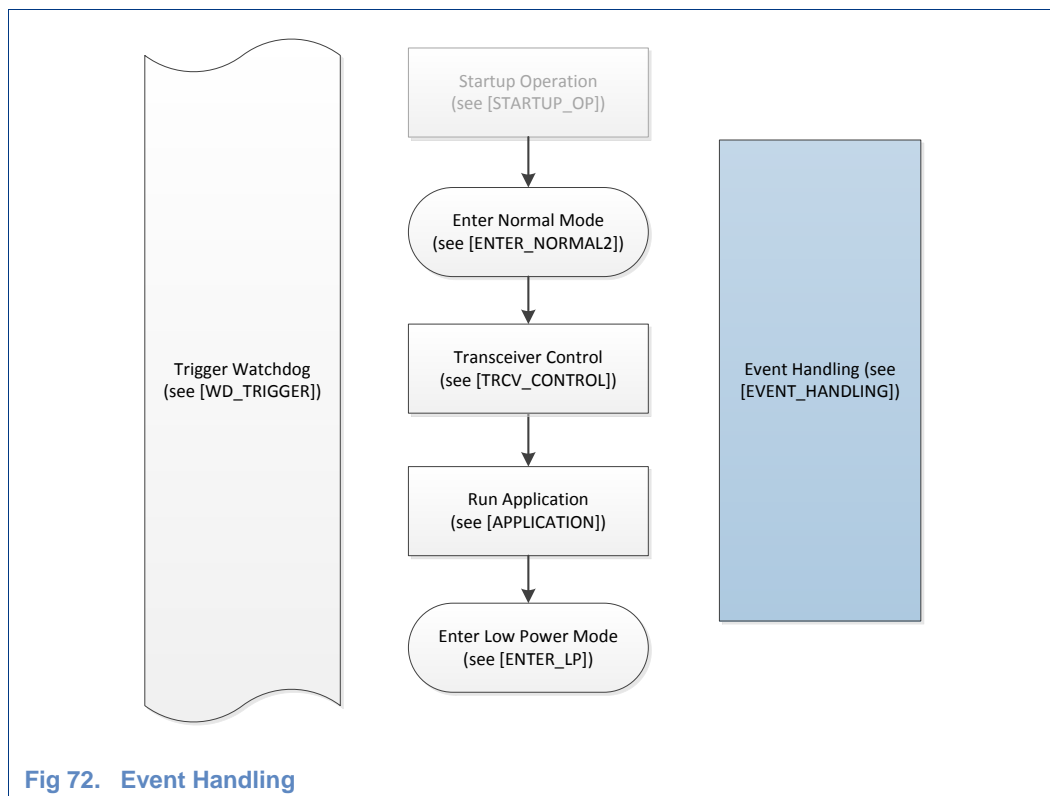 Startup Operation
(see [STARTUP_OP])
Enter Normal Mode
(see [ENTER_NORMAL2])
Transceiver Control
(see [TRCV_CONTROL])
Run Application
(see [APPLICATION])
Enter Low Power Mode
(see [ENTER_LP])
Trigger Watchdog
(see [WD_TRIGGER])
Event Handling (see
[EVENT_HANDLING])
Fig 72. Event Handling